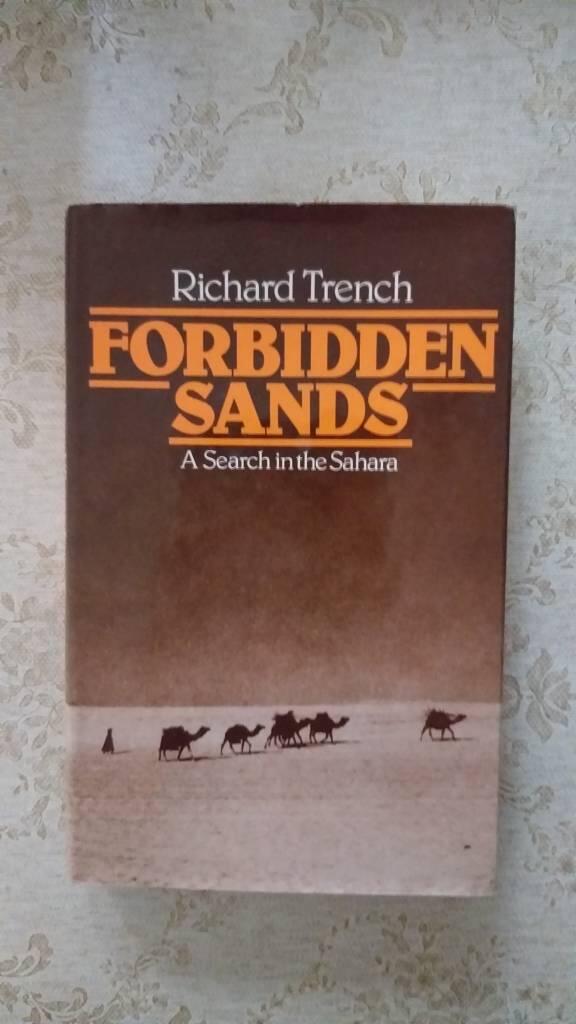 Richard Trench
FORBIDDEN
SANDS
A Search in the Sahara